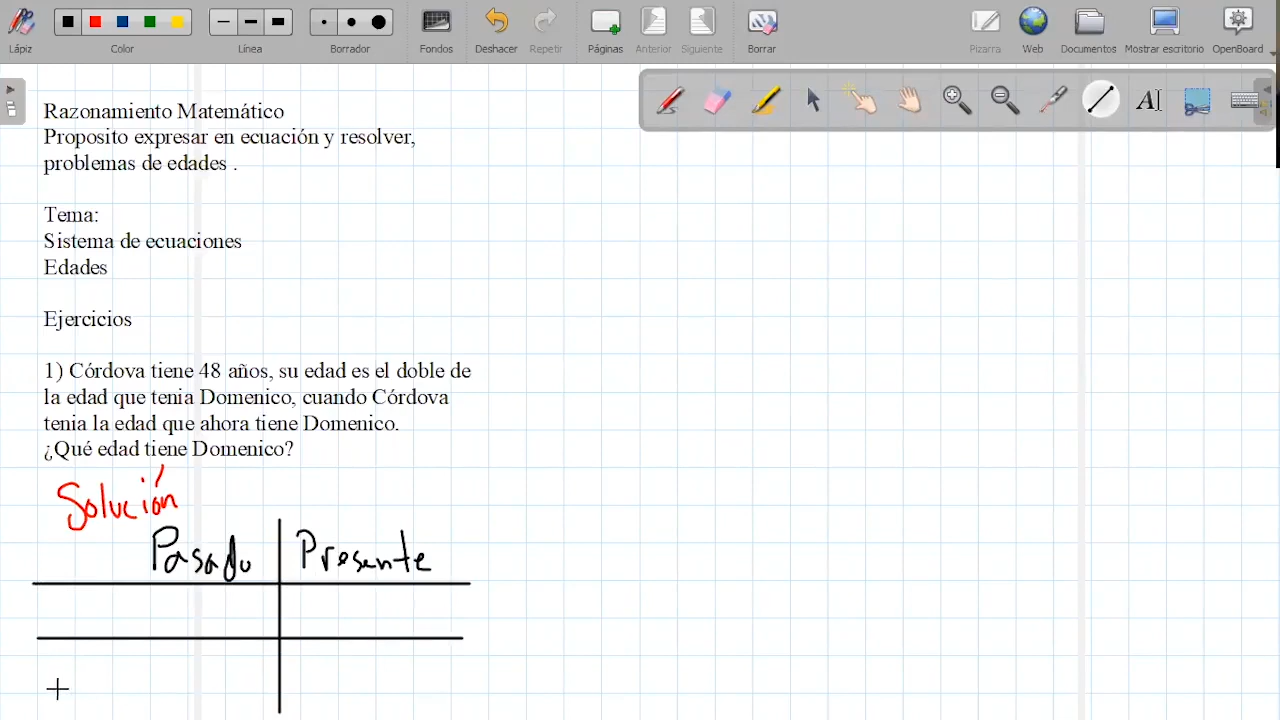 Lápiz
Color
Línea
Borrador
Fondos
Deshacer
Repetir
Páginas
Anterior
Siguiente
Borrar
Pizarra
Web
Documentos
Mostrar escritorio
OpenBoard
Razonamiento Matemático
Proposito expresar en ecuación y resolver,
problemas de edades .
Tema:
Sistema de ecuaciones
Edades
Ejercicios
1) Córdova tiene 48 años, su edad es el doble de
la edad que tenia Domenico, cuando Córdova
tenia la edad que ahora tiene Domenico.
¿Qué edad tiene Domenico?
Solución
Pasado Presente